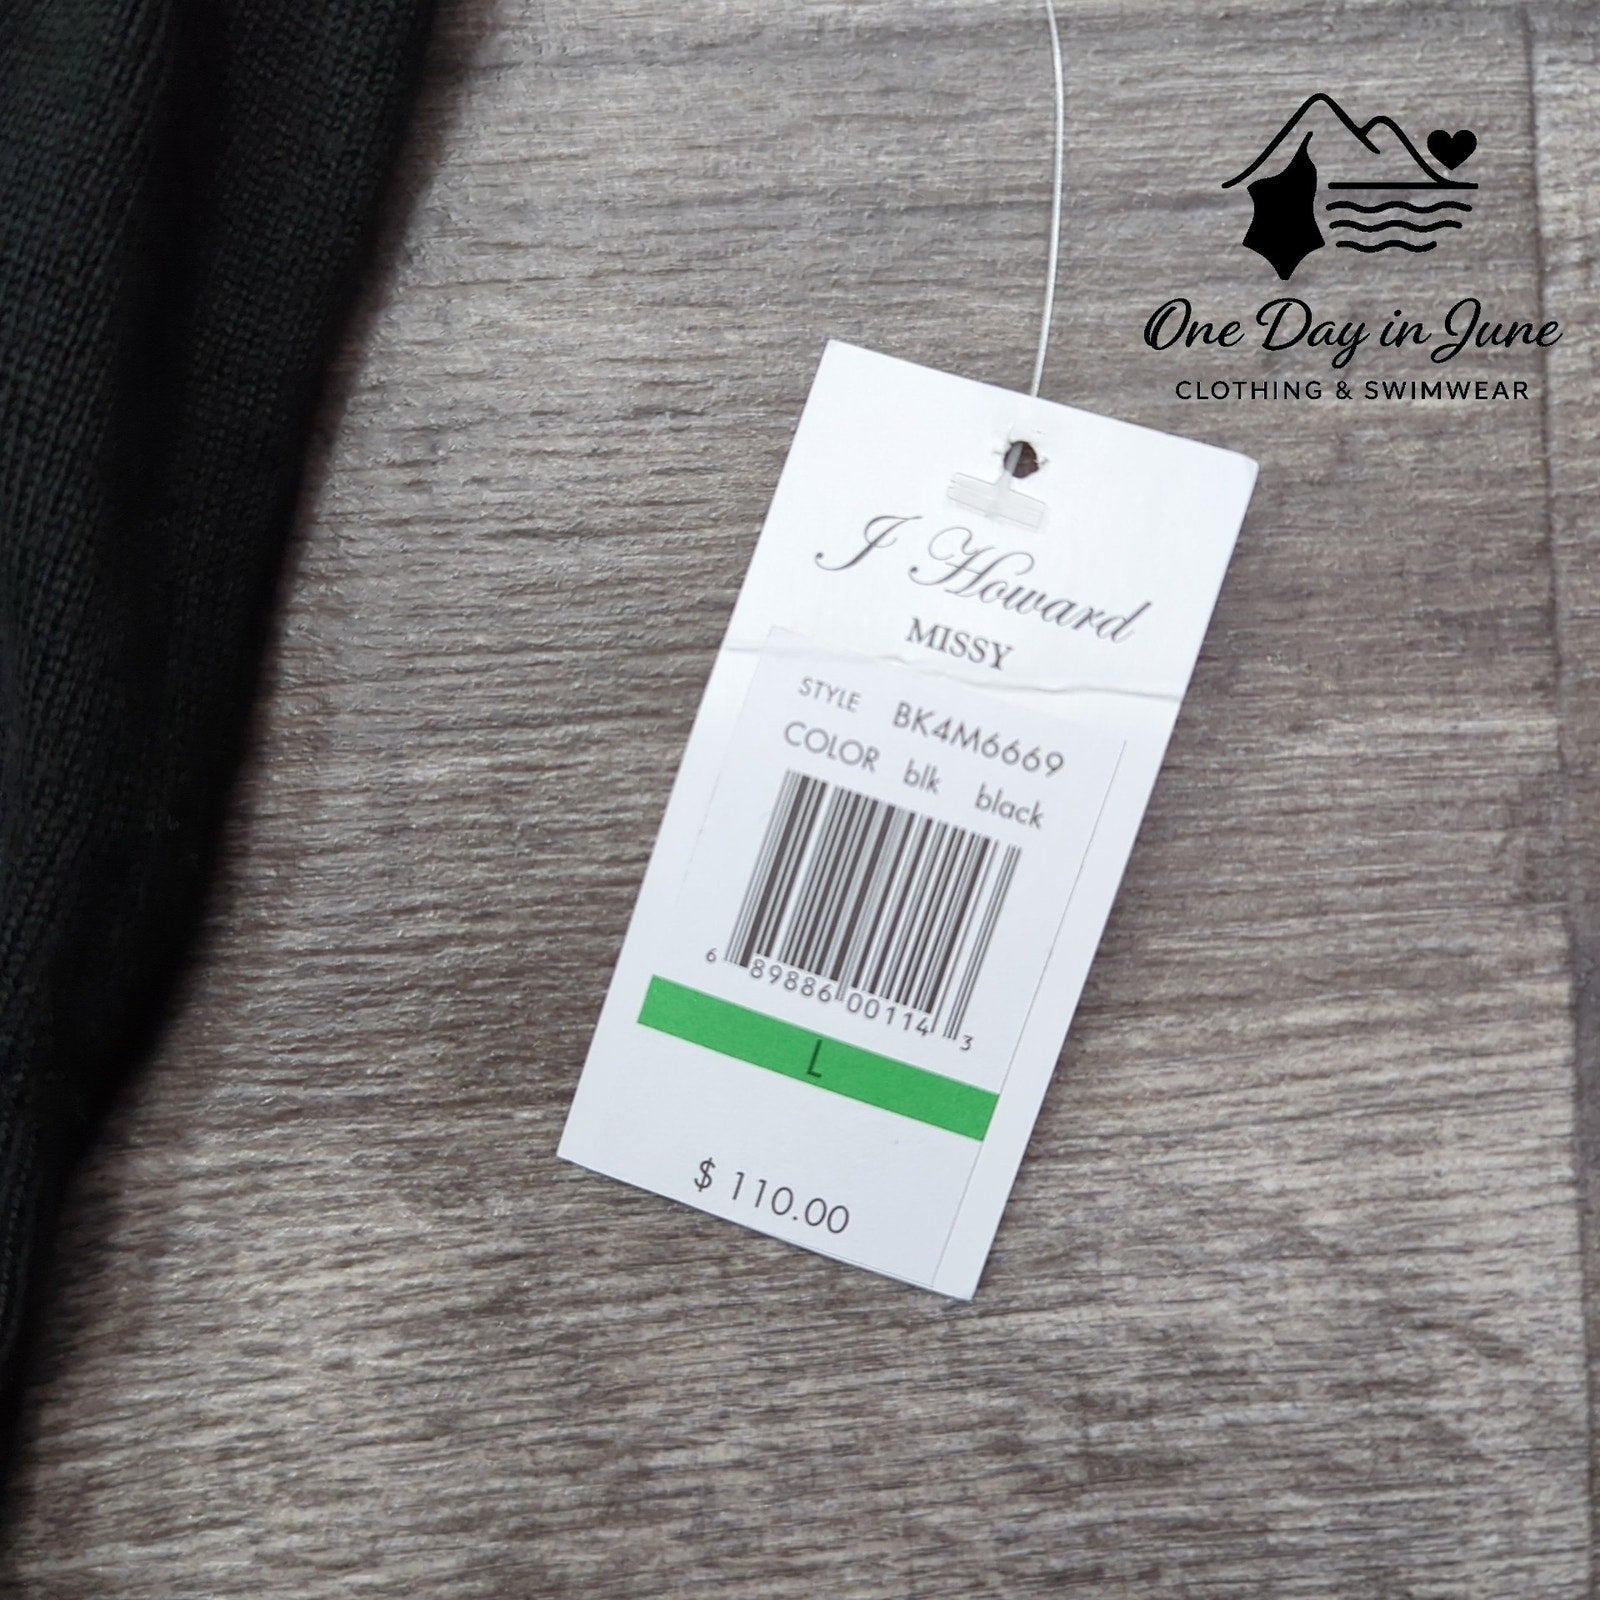 One Day in June
CLOTHING & SWIMWEAR
J Howard
MISSY
STYLE BK4M6669
COLOR blk black
6 89886 00114 3
L
$ 110.00